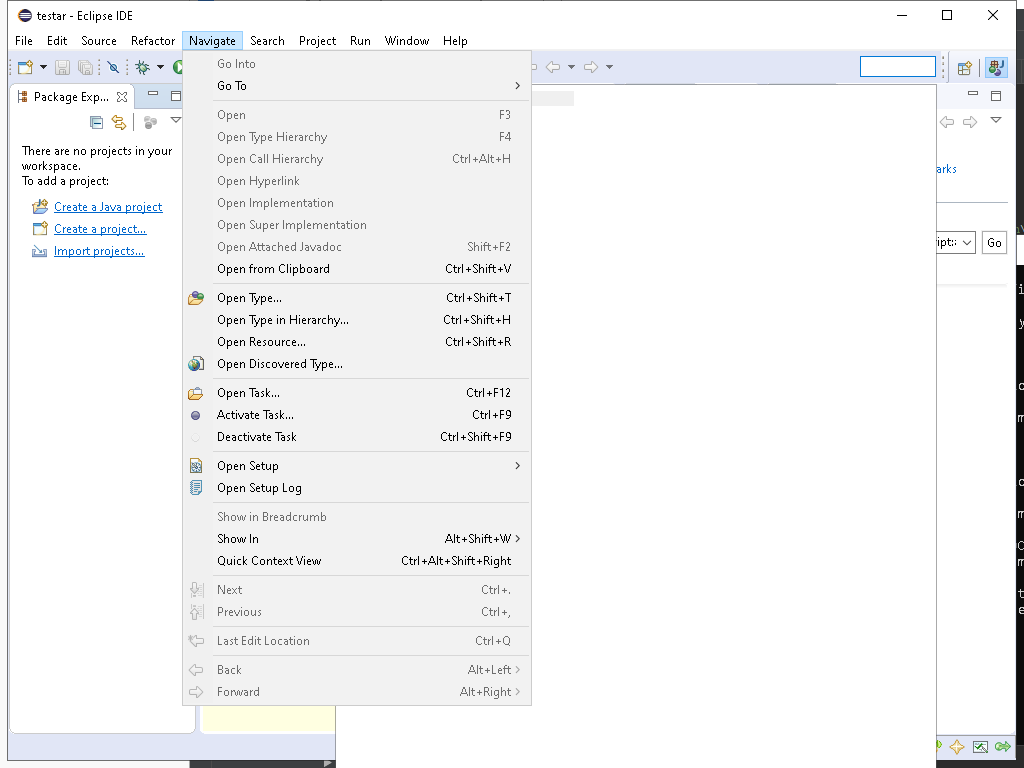 testar - Eclipse IDE
File Edit Source Refactor Navigate Search Project Run Window Help
Package Exp...
There are no projects in your
workspace.
To add a project:
Create a Java project
Create a project...
Import projects...
Go Into
Go To
Open F3
Open Type Hierarchy F4
Open Call Hierarchy Ctrl+Alt+H
Open Hyperlink
Open Implementation
Open Super Implementation
Open Attached Javadoc Shift+F2
Open from Clipboard Ctrl+Shift+V
Open Type... Ctrl+Shift+T
Open Type in Hierarchy... Ctrl+Shift+H
Open Resource... Ctrl+Shift+R
Open Discovered Type...
Open Task... Ctrl+F12
Activate Task... Ctrl+F9
Deactivate Task Ctrl+Shift+F9
Open Setup
Open Setup Log
Show in Breadcrumb
Show In Alt+Shift+W
Quick Context View Ctrl+Alt+Shift+Right
Next Ctrl+.
Previous Ctrl+,
Last Edit Location Ctrl+Q
Back Alt+Left
Forward Alt+Right
arks
ript:: Go